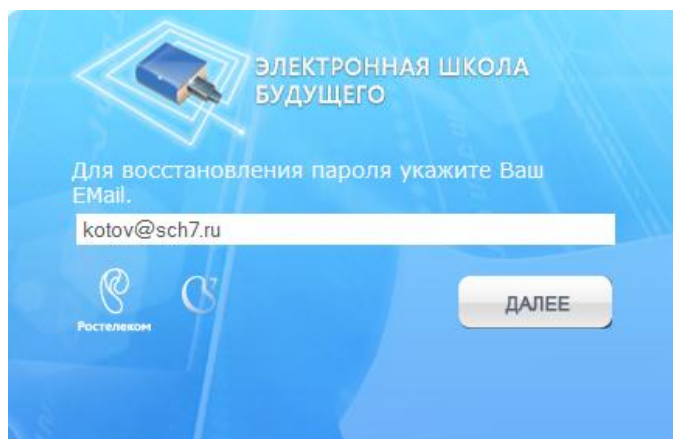 ЭЛЕКТРОННАЯ ШКОЛА
БУДУЩЕГО
Для восстановления пароля укажите Ваш
EMail.
kotov@sch7.ru
Ростелеком
ДАЛЕЕ